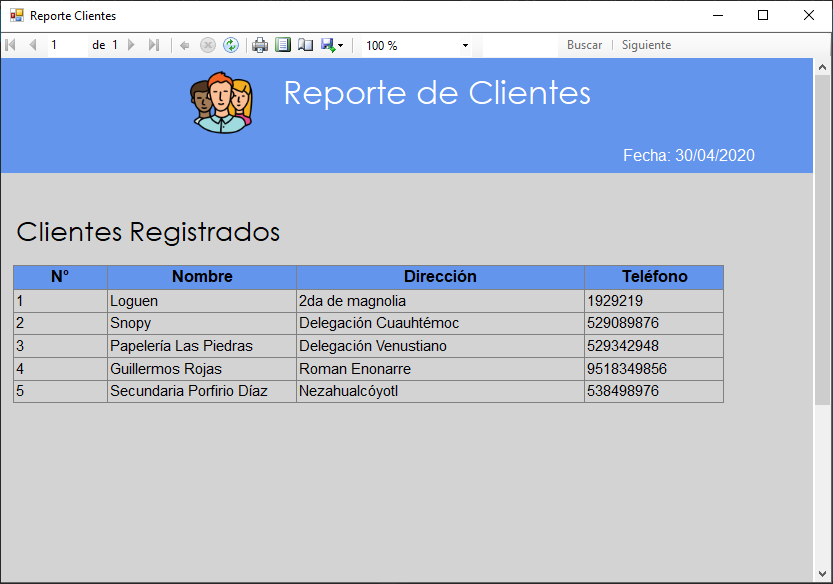 Reporte Clientes
1 de 1 100 % Buscar Siguiente
Reporte de Clientes
Fecha: 30/04/2020
Clientes Registrados
N° Nombre Dirección Teléfono
1 Loguen 2da de magnolia 1929219
2 Snopy Delegación Cuauhtémoc 529089876
3 Papelería Las Piedras Delegación Venustiano 529342948
4 Guillermos Rojas Roman Enonarre 9518349856
5 Secundaria Porfirio Díaz Nezahualcóyotl 538498976